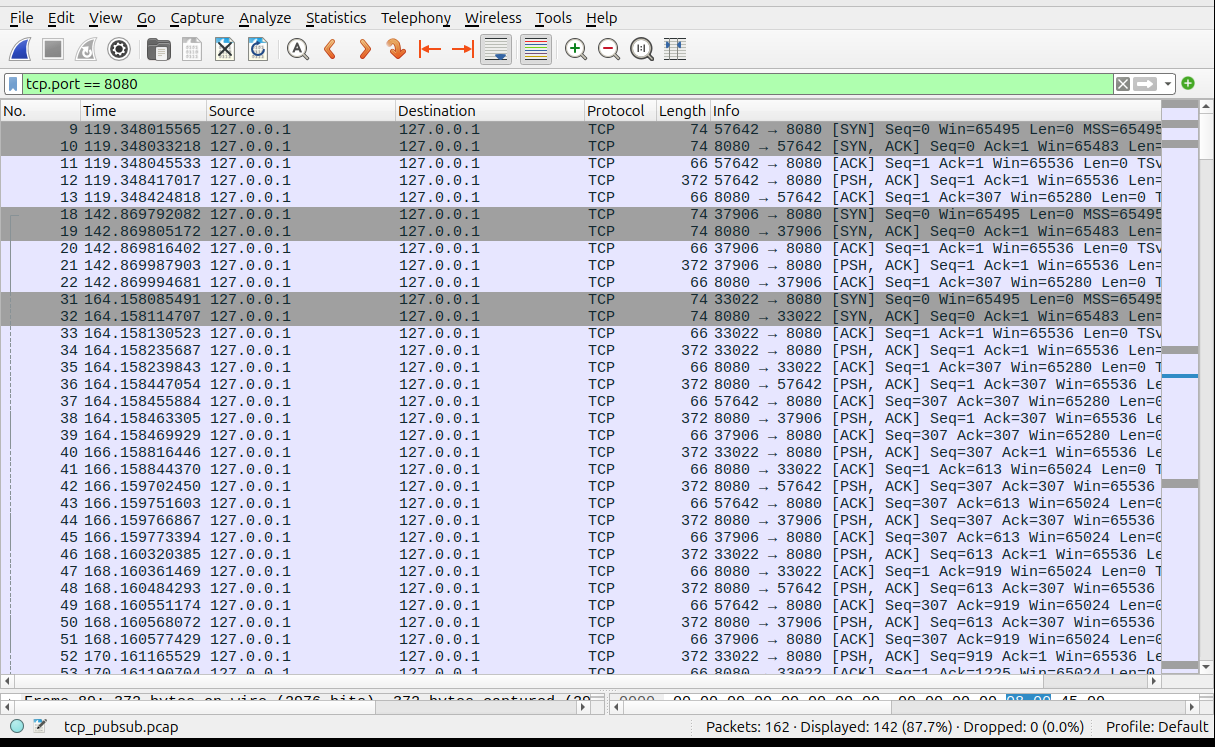 File Edit View Go Capture Analyze Statistics Telephony Wireless Tools Help
tcp.port == 8080
No. Time Source Destination Protocol Length Info
9 119.348015565 127.0.0.1 127.0.0.1 TCP 74 57642 → 8080 [SYN] Seq=0 Win=65495 Len=0 MSS=65495
10 119.348033218 127.0.0.1 127.0.0.1 TCP 74 8080 → 57642 [SYN, ACK] Seq=0 Ack=1 Win=65483 Len=
11 119.348045533 127.0.0.1 127.0.0.1 TCP 66 57642 → 8080 [ACK] Seq=1 Ack=1 Win=65536 Len=0 TSv
12 119.348417017 127.0.0.1 127.0.0.1 TCP 372 57642 → 8080 [PSH, ACK] Seq=1 Ack=1 Win=65536 Len=
13 119.348424818 127.0.0.1 127.0.0.1 TCP 66 8080 → 57642 [ACK] Seq=1 Ack=307 Win=65280 Len=0 T
18 142.869792082 127.0.0.1 127.0.0.1 TCP 74 37906 → 8080 [SYN] Seq=0 Win=65495 Len=0 MSS=65495
19 142.869805172 127.0.0.1 127.0.0.1 TCP 74 8080 → 37906 [SYN, ACK] Seq=0 Ack=1 Win=65483 Len=
20 142.869816402 127.0.0.1 127.0.0.1 TCP 66 37906 → 8080 [ACK] Seq=1 Ack=1 Win=65536 Len=0 TSv
21 142.869987903 127.0.0.1 127.0.0.1 TCP 372 37906 → 8080 [PSH, ACK] Seq=1 Ack=1 Win=65536 Len=
22 142.869994681 127.0.0.1 127.0.0.1 TCP 66 8080 → 37906 [ACK] Seq=1 Ack=307 Win=65280 Len=0 T
31 164.158085491 127.0.0.1 127.0.0.1 TCP 74 33022 → 8080 [SYN] Seq=0 Win=65495 Len=0 MSS=65495
32 164.158114707 127.0.0.1 127.0.0.1 TCP 74 8080 → 33022 [SYN, ACK] Seq=0 Ack=1 Win=65483 Len=
33 164.158130523 127.0.0.1 127.0.0.1 TCP 66 33022 → 8080 [ACK] Seq=1 Ack=1 Win=65536 Len=0 TSv
34 164.158235687 127.0.0.1 127.0.0.1 TCP 372 33022 → 8080 [PSH, ACK] Seq=1 Ack=1 Win=65536 Len=
35 164.158239843 127.0.0.1 127.0.0.1 TCP 66 8080 → 33022 [ACK] Seq=1 Ack=307 Win=65280 Len=0 T
36 164.158447054 127.0.0.1 127.0.0.1 TCP 372 8080 → 57642 [PSH, ACK] Seq=1 Ack=307 Win=65536 Le
37 164.158455884 127.0.0.1 127.0.0.1 TCP 66 57642 → 8080 [ACK] Seq=307 Ack=307 Win=65280 Len=0
38 164.158463305 127.0.0.1 127.0.0.1 TCP 372 8080 → 37906 [PSH, ACK] Seq=1 Ack=307 Win=65536 Le
39 164.158469929 127.0.0.1 127.0.0.1 TCP 66 37906 → 8080 [ACK] Seq=307 Ack=307 Win=65280 Len=0
40 166.158816446 127.0.0.1 127.0.0.1 TCP 372 33022 → 8080 [PSH, ACK] Seq=307 Ack=1 Win=65536 Le
41 166.158844370 127.0.0.1 127.0.0.1 TCP 66 8080 → 33022 [ACK] Seq=1 Ack=613 Win=65024 Len=0 T
42 166.159702450 127.0.0.1 127.0.0.1 TCP 372 8080 → 57642 [PSH, ACK] Seq=307 Ack=307 Win=65536
43 166.159751603 127.0.0.1 127.0.0.1 TCP 66 57642 → 8080 [ACK] Seq=307 Ack=613 Win=65024 Len=0
44 166.159766867 127.0.0.1 127.0.0.1 TCP 372 8080 → 37906 [PSH, ACK] Seq=307 Ack=307 Win=65536
45 166.159773394 127.0.0.1 127.0.0.1 TCP 66 37906 → 8080 [ACK] Seq=307 Ack=613 Win=65024 Len=0
46 168.160320385 127.0.0.1 127.0.0.1 TCP 372 33022 → 8080 [PSH, ACK] Seq=613 Ack=1 Win=65536 Le
47 168.160361469 127.0.0.1 127.0.0.1 TCP 66 8080 → 33022 [ACK] Seq=1 Ack=919 Win=65024 Len=0 T
48 168.160484293 127.0.0.1 127.0.0.1 TCP 372 8080 → 57642 [PSH, ACK] Seq=613 Ack=307 Win=65536
49 168.160551174 127.0.0.1 127.0.0.1 TCP 66 57642 → 8080 [ACK] Seq=307 Ack=919 Win=65024 Len=0
50 168.160568072 127.0.0.1 127.0.0.1 TCP 372 8080 → 37906 [PSH, ACK] Seq=613 Ack=307 Win=65536
51 168.160577429 127.0.0.1 127.0.0.1 TCP 66 37906 → 8080 [ACK] Seq=307 Ack=919 Win=65024 Len=0
52 170.161165529 127.0.0.1 127.0.0.1 TCP 372 33022 → 8080 [PSH, ACK] Seq=919 Ack=1 Win=65536 Le
53 170.161190704 127.0.0.1 127.0.0.1 TCP 66 8080 → 33022 [ACK] Seq=1 Ack=1225 Win=65024 Len=0
tcp_pubsub.pcap Packets: 162 · Displayed: 142 (87.7%) · Dropped: 0 (0.0%) Profile: Default